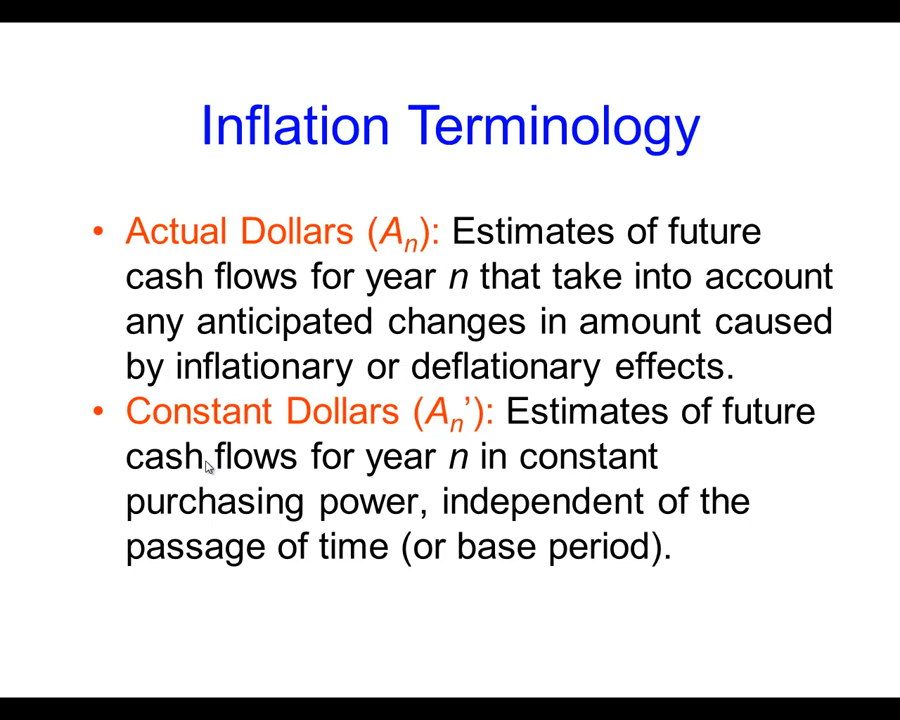 Inflation Terminology
• Actual Dollars (An): Estimates of future
cash flows for year n that take into account
any anticipated changes in amount caused
by inflationary or deflationary effects.
• Constant Dollars (An’): Estimates of future
cash flows for year n in constant
purchasing power, independent of the
passage of time (or base period).